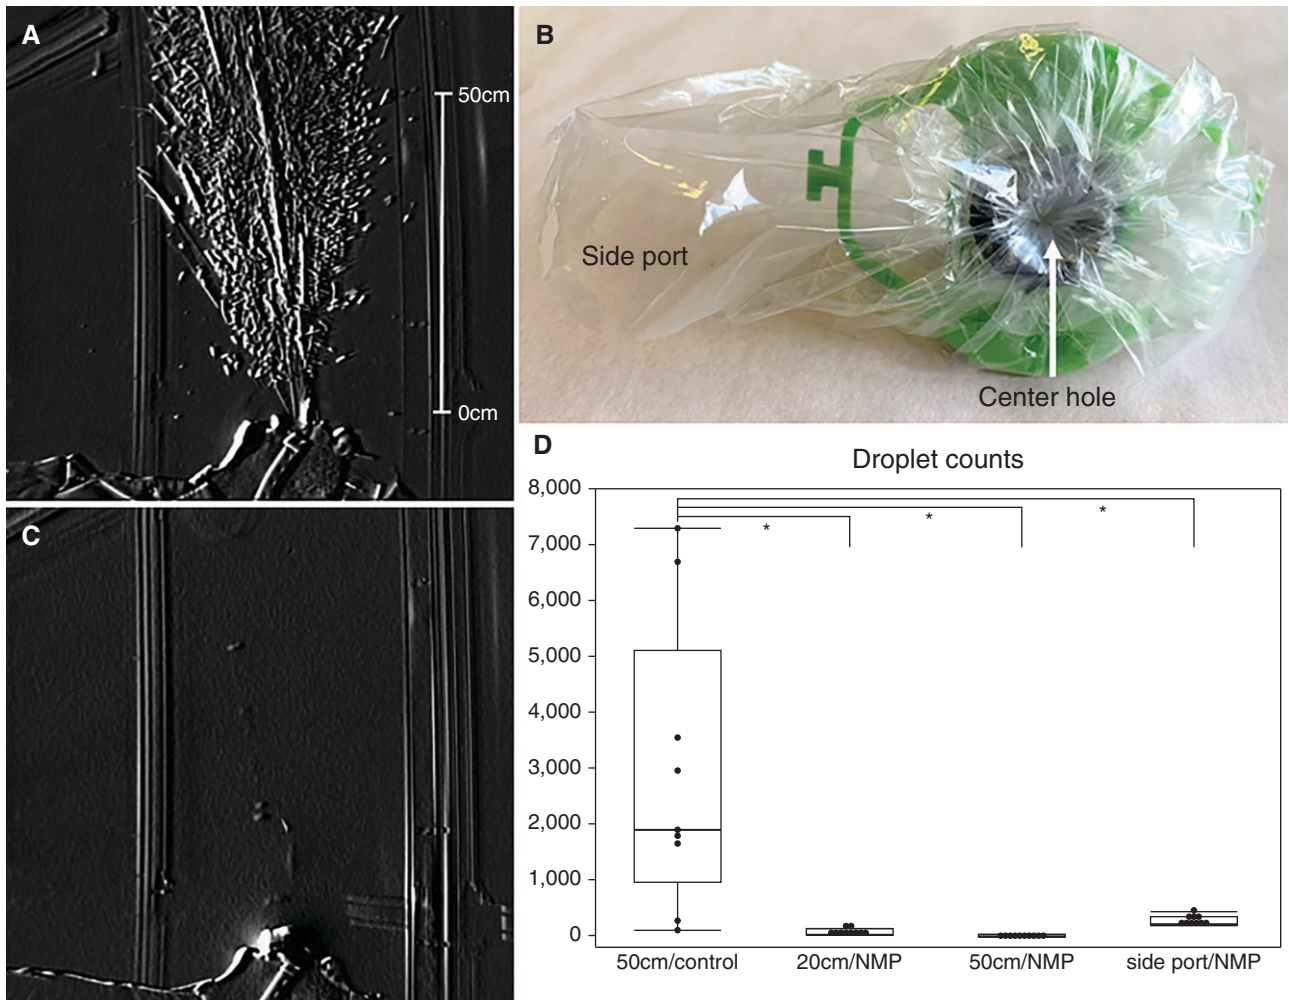 A
50cm
0cm
B
Side port
Center hole
C
D
Droplet counts
8,000
7,000
6,000
5,000
4,000
3,000
2,000
1,000
0
*
*
*
50cm/control
20cm/NMP
50cm/NMP
side port/NMP